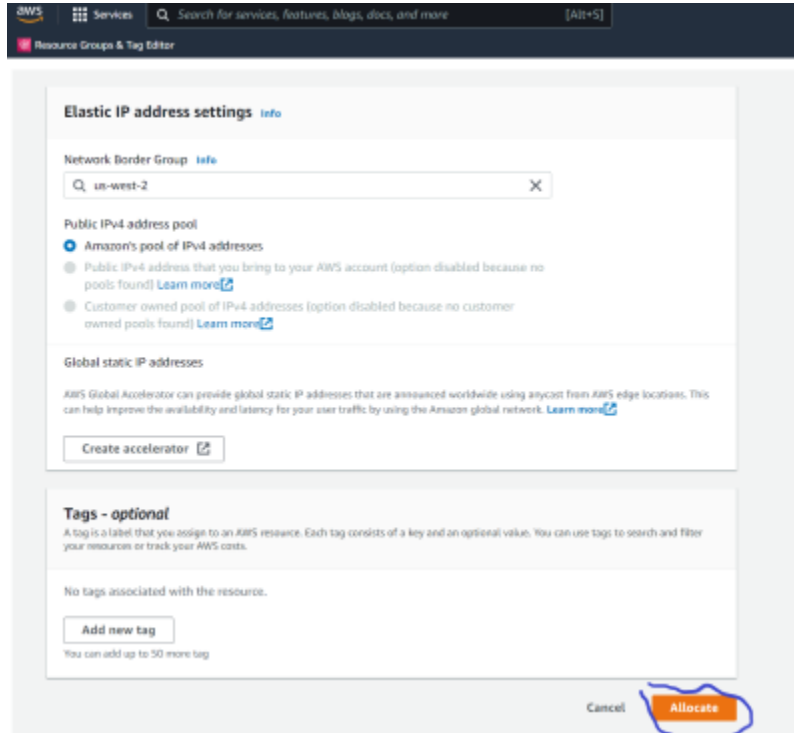 aws
Services
Search for services, features, blogs, docs, and more
[Alt+S]
Resource Groups & Tag Editor
Elastic IP address settings Info
Network Border Group Info
us-west-2
Public IPv4 address pool
Amazon's pool of IPv4 addresses
Public IPv4 address that you bring to your AWS account (option disabled because no
pools found) Learn more
Customer owned pool of IPv4 addresses (option disabled because no customer
owned pools found) Learn more
Global static IP addresses
AWS Global Accelerator can provide global static IP addresses that are announced worldwide using anycast from AWS edge locations. This
can help improve the availability and latency for your user traffic by using the Amazon global network. Learn more
Create accelerator
Tags - optional
A tag is a label that you assign to an AWS resource. Each tag consists of a key and an optional value. You can use tags to search and filter
your resources or track your AWS costs.
No tags associated with the resource.
Add new tag
You can add up to 50 more tag
Cancel
Allocate